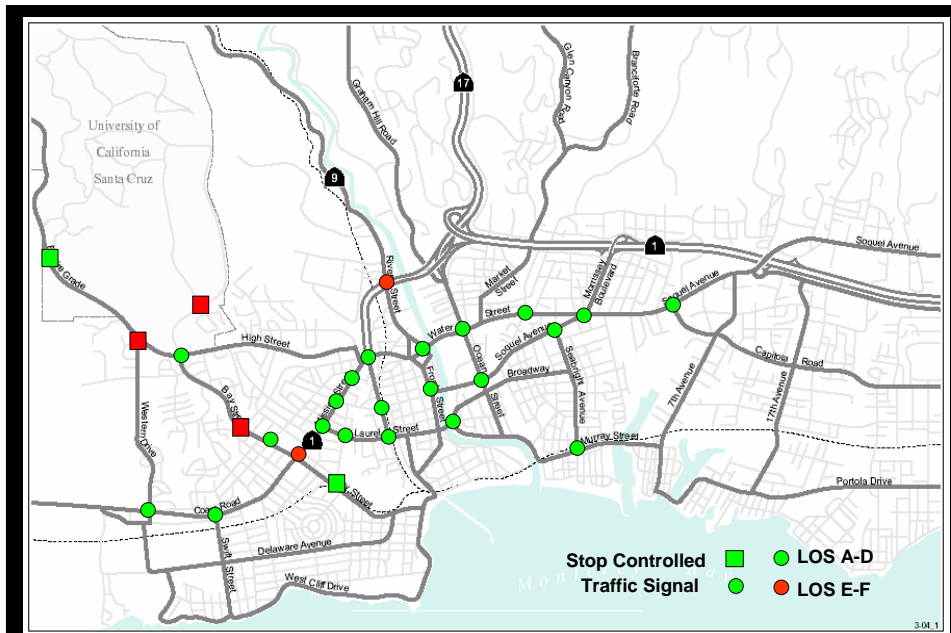 17
Glen Canyon Road
Branciforte Road
Graham Hill Road
University of
California
Santa Cruz
9
1
Soquel Avenue
Grade
River Street
Market Street
Morrissey Boulevard
Soquel Avenue
High Street
Water
Street
Soquel Avenue
Capitola Road
Ocean
Street
Broadway
Seabright Avenue
7th Avenue
17th Avenue
Front Street
Bay
Western Drive
1
Laurel Street
Murray Street
Street
Coast Road
Portola Drive
Swift Street
Delaware Avenue
West Cliff Drive
Stop Controlled
LOS A-D
Traffic Signal
LOS E-F
3-04_1